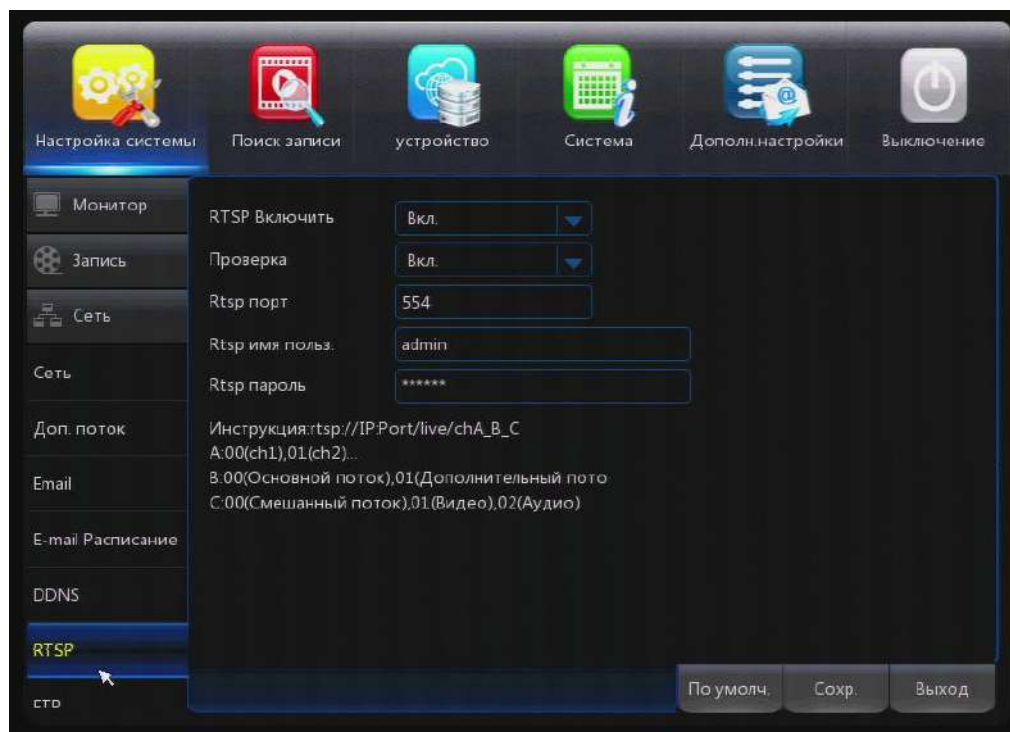 Настройка системы
Поиск записи
устройство
Система
Дополн.настройки
Выключение
Монитор
Запись
Сеть
Сеть
Доп. поток
Email
E-mail Расписание
DDNS
RTSP
RTSP Включить Вкл.
Проверка Вкл.
Rtsp порт 554
Rtsp имя польз. admin
Rtsp пароль ******
Инструкция:rtsp://IP:Port/live/chA_B_C
A:00(ch1),01(ch2)...
B:00(Основной поток),01(Дополнительный пото
C:00(Смешанный поток),01(Видео),02(Аудио)
По умолч.
Сохр.
Выход